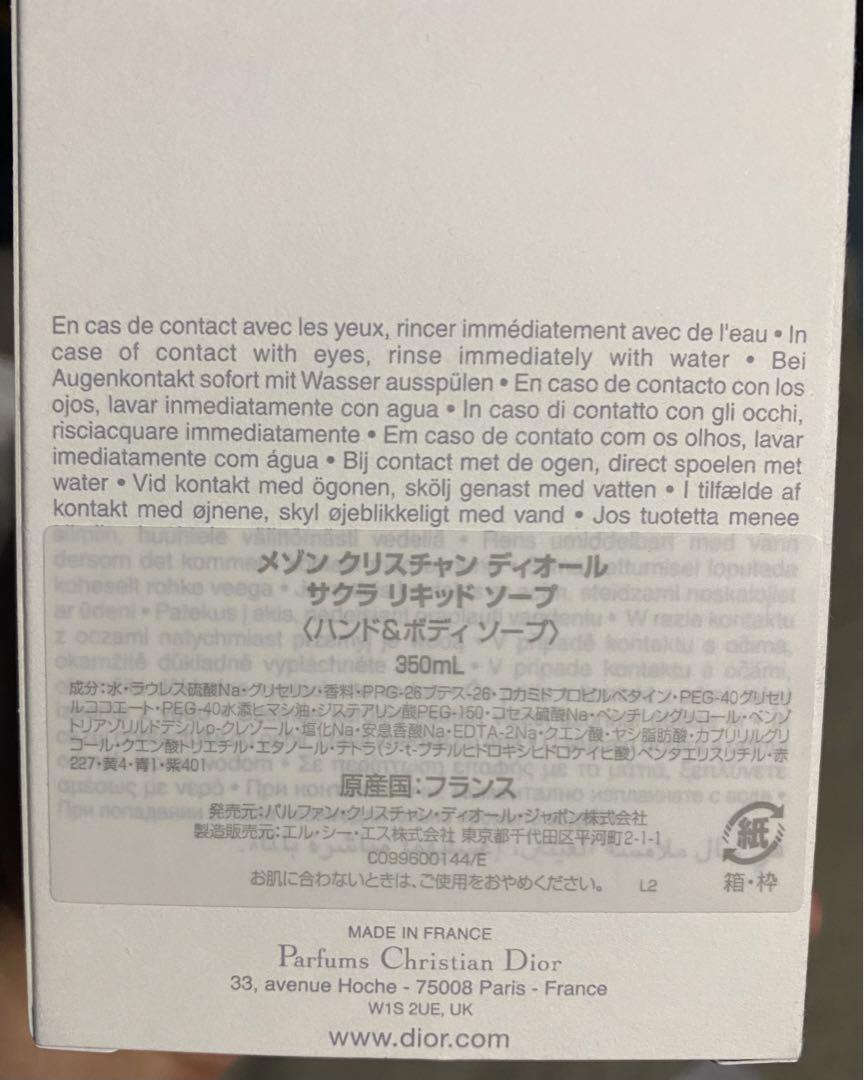 En cas de contact avec les yeux, rincer immédiatement avec de l'eau • In
case of contact with eyes, rinse immediately with water • Bei
Augenkontakt sofort mit Wasser ausspülen • En caso de contacto con los
ojos, lavar inmediatamente con agua • In caso di contatto con gli occhi,
risciacquare immediatamente • Em caso de contato com os olhos, lavar
imediatamente com água • Bij contact met de ogen, direct spoelen met
water • Vid kontakt med ögonen, skölj genast med vatten • I tilfælde af
kontakt med øjnene, skyl øjeblikkeligt med vand • Jos tuotetta menee
メゾン クリスチャン ディオール
サクラ リキッド ソープ
〈ハンド&ボディ ソープ〉
350mL
成分：水・ラウレス硫酸Na・グリセリン・香料・PPG-26ブテス-26・コカミドプロピルベタイン・PEG-40グリセリ
ルココエート・PEG-40水添ヒマシ油・ジステアリン酸PEG-150・コセス硫酸Na・ペンチレングリコール・ベンゾ
トリアゾリルドデシルp-クレゾール・塩化Na・安息香酸Na・EDTA-2Na・クエン酸・ヤシ脂肪酸・カプリリルグリ
コール・クエン酸トリエチル・エタノール・テトラ(ジ-t-ブチルヒドロキシヒドロケイヒ酸)ペンタエリスリチル・赤
227・黄4・青1・紫401
原産国：フランス
発売元：パルファン・クリスチャン・ディオール・ジャポン株式会社
製造販売元：エル・シー・エス株式会社 東京都千代田区平河町2-1-1
C099600144/E
お肌に合わないときは、ご使用をおやめください。 L2
紙
箱・枠
MADE IN FRANCE
Parfums Christian Dior
33, avenue Hoche - 75008 Paris - France
W1S 2UE, UK
www.dior.com